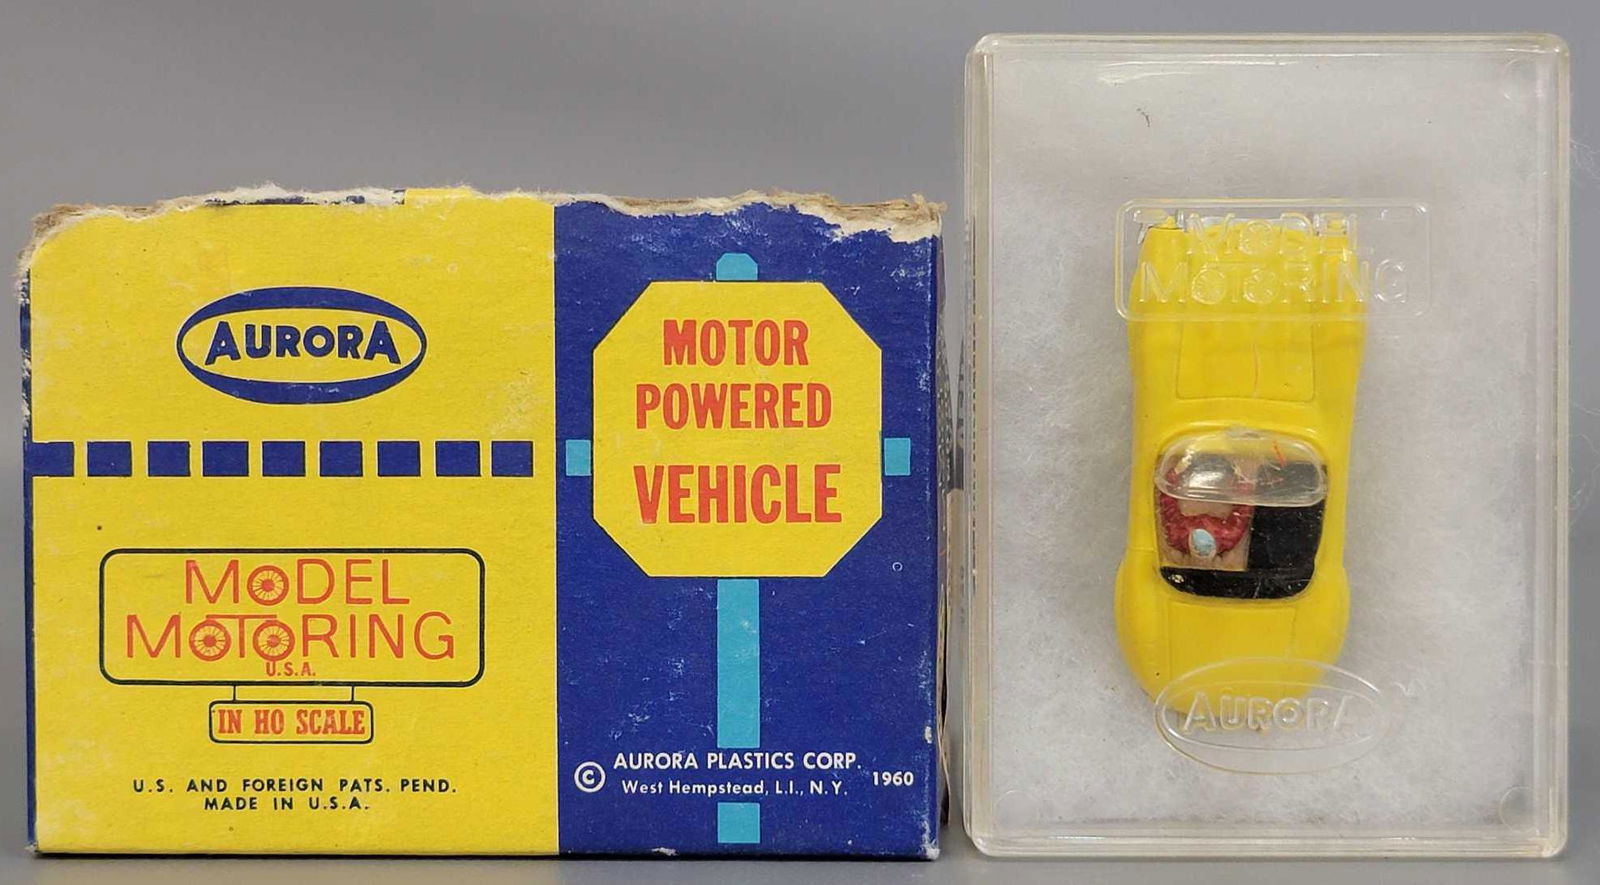 AURORA
MODEL
MOTORING
U.S.A.
IN HO SCALE
U.S. AND FOREIGN PATS. PEND.
MADE IN U.S.A.
MOTOR
POWERED
VEHICLE
© AURORA PLASTICS CORP.
West Hempstead, L.I., N.Y. 1960
MODEL
MOTORING
AURORA